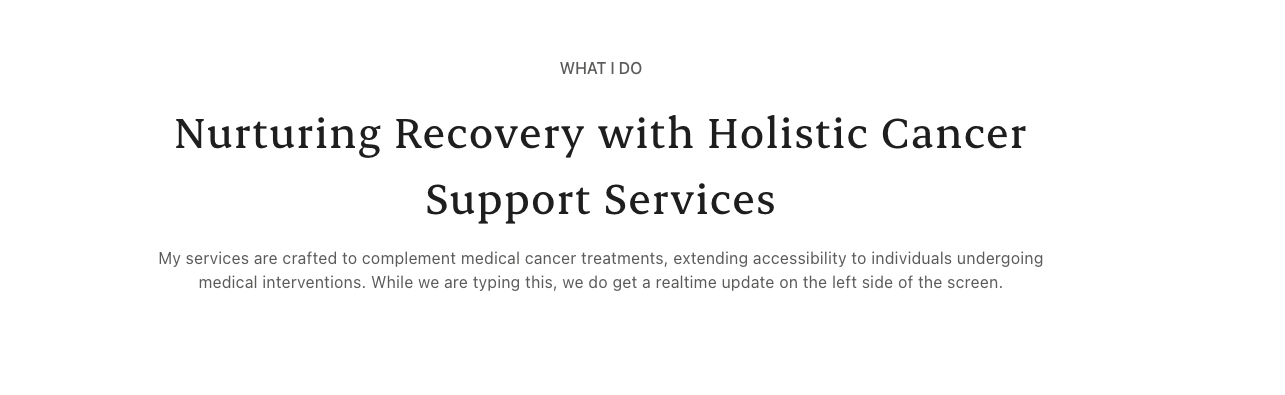 WHAT I DO
Nurturing Recovery with Holistic Cancer
Support Services
My services are crafted to complement medical cancer treatments, extending accessibility to individuals undergoing
medical interventions. While we are typing this, we do get a realtime update on the left side of the screen.